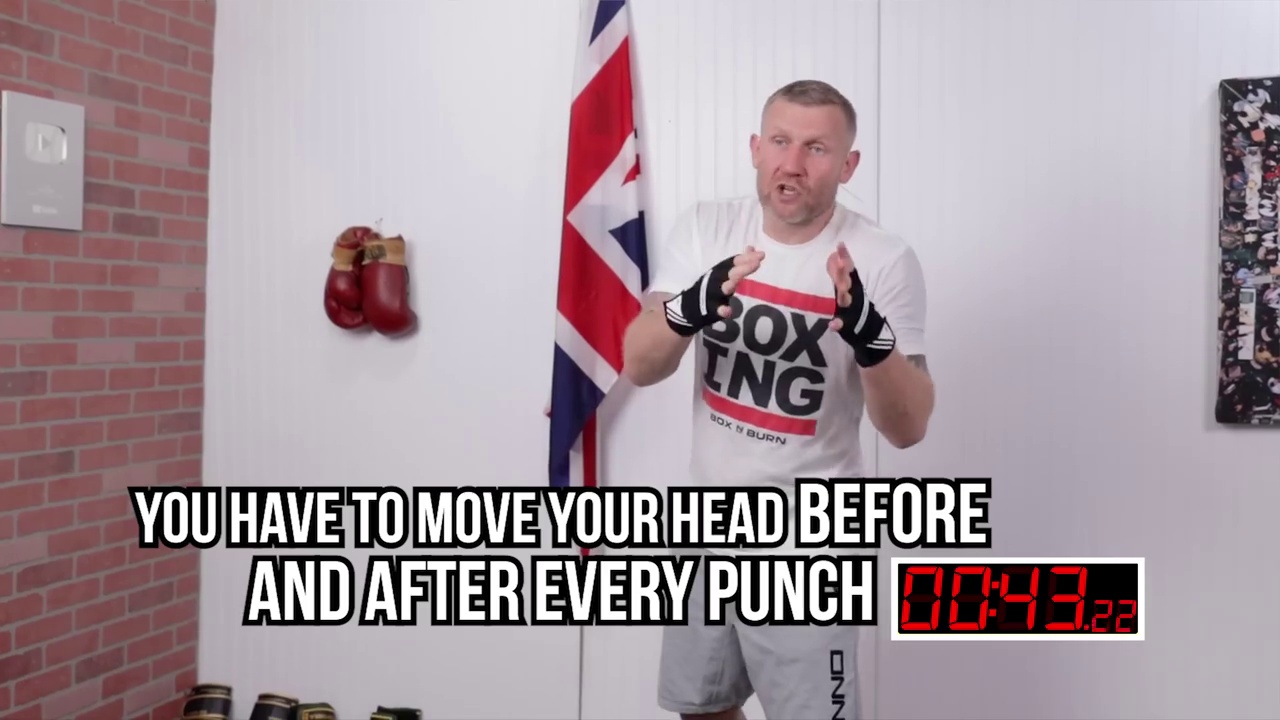 BOX
ING
BOX N BURN
YOU HAVE TO MOVE YOUR HEAD BEFORE
AND AFTER EVERY PUNCH
00:43.22